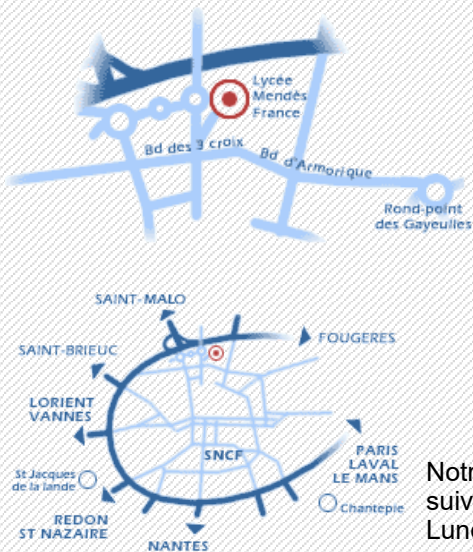 Lycée
Mendès
France
Bd des 3 croix
Bd d'Armorique
Rond-point
des Gayeulles
SAINT-MALO
FOUGERES
SAINT-BRIEUC
LORIENT
VANNES
SNCF
PARIS
LAVAL
LE MANS
St Jacques
de la lande
Chantepie
REDON
ST NAZAIRE
NANTES
Notr
suiv
Lund